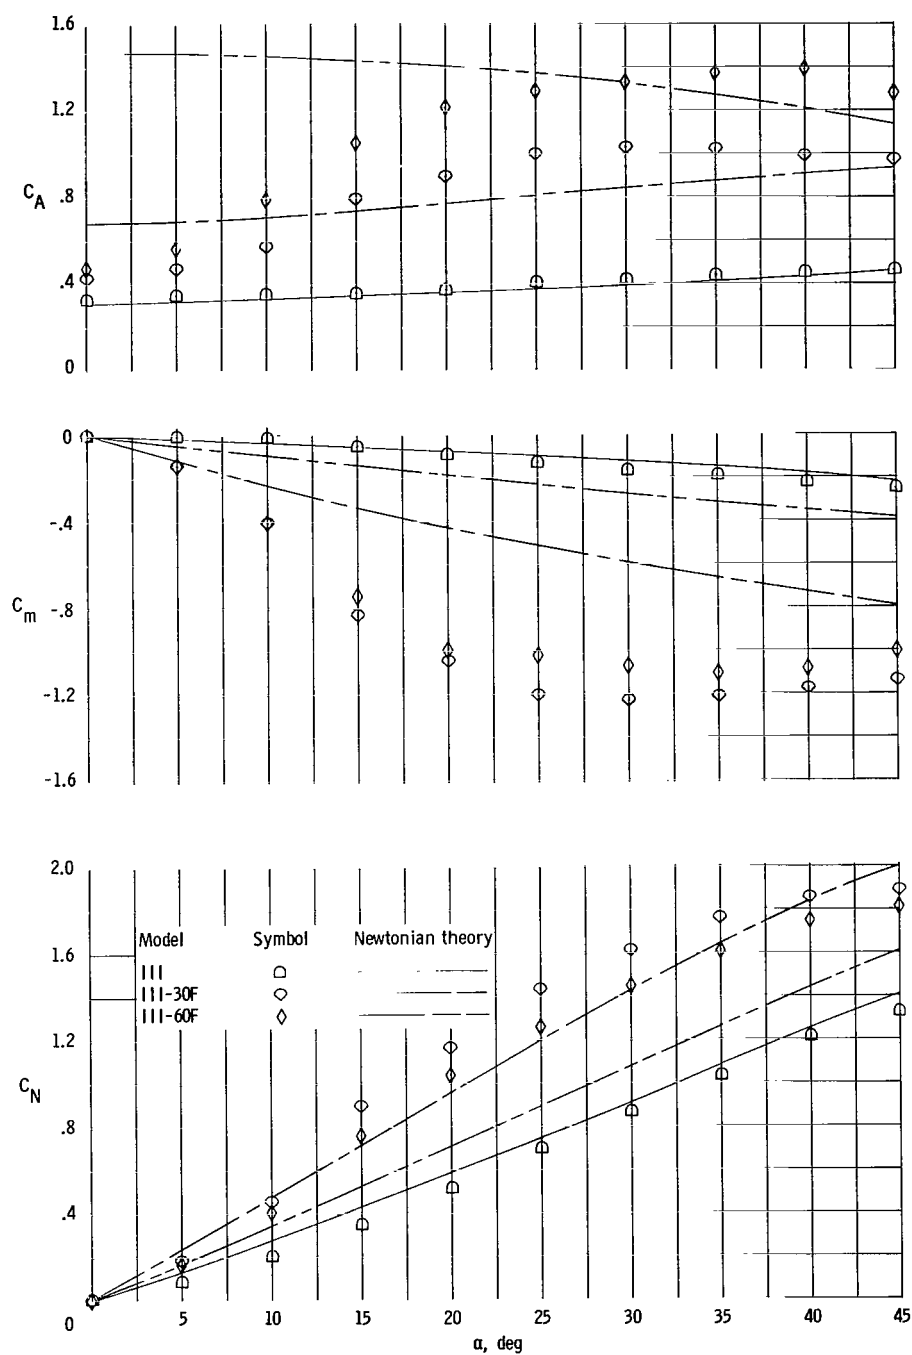 1.6
1.2
C_A .8
.4
0
0
-.4
C_m -.8
-1.2
-1.6
2.0
Model Symbol Newtonian theory
1.6
III
III-30F
III-60F
1.2
C_N
.8
.4
0
5 10 15 20 25 30 35 40 45
α, deg